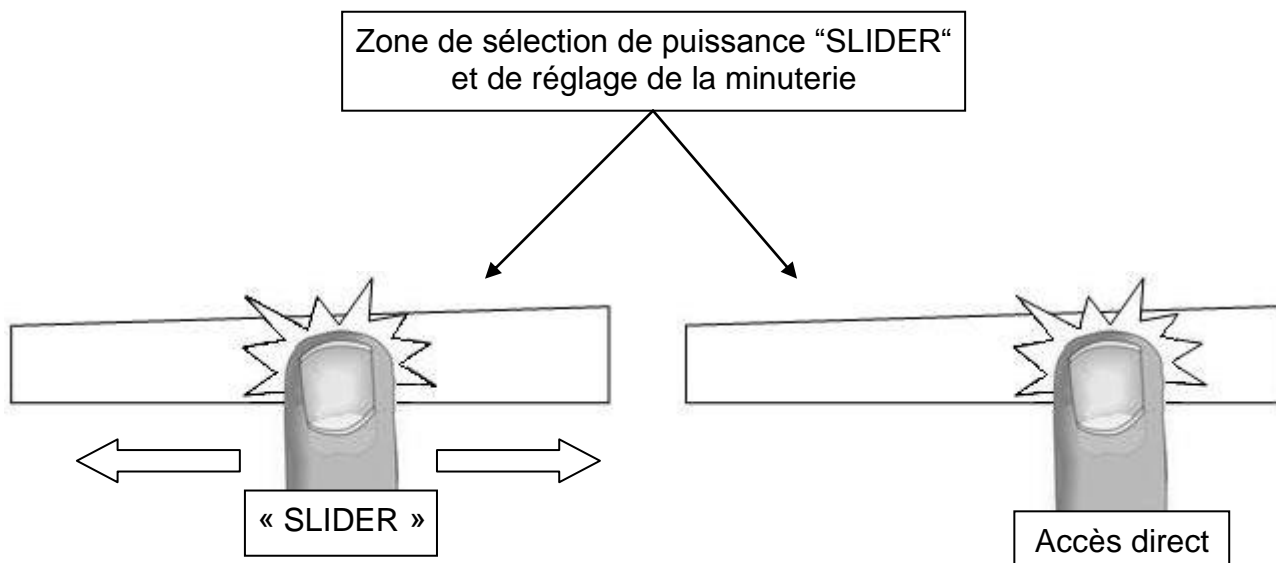 Zone de sélection de puissance “SLIDER“
et de réglage de la minuterie
« SLIDER »
Accès direct